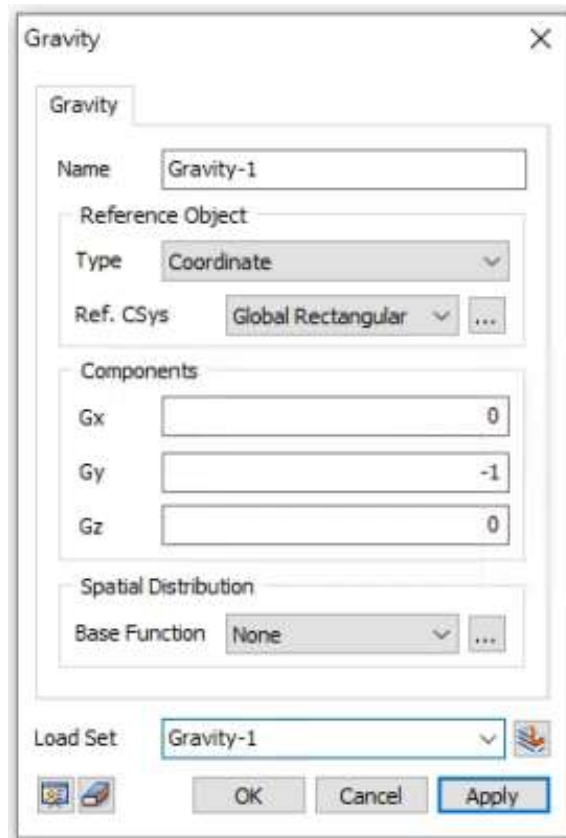 Gravity
Gravity
Name Gravity-1
Reference Object
Type Coordinate
Ref. CSys Global Rectangular ...
Components
Gx 0
Gy -1
Gz 0
Spatial Distribution
Base Function None ...
Load Set Gravity-1
OK Cancel Apply